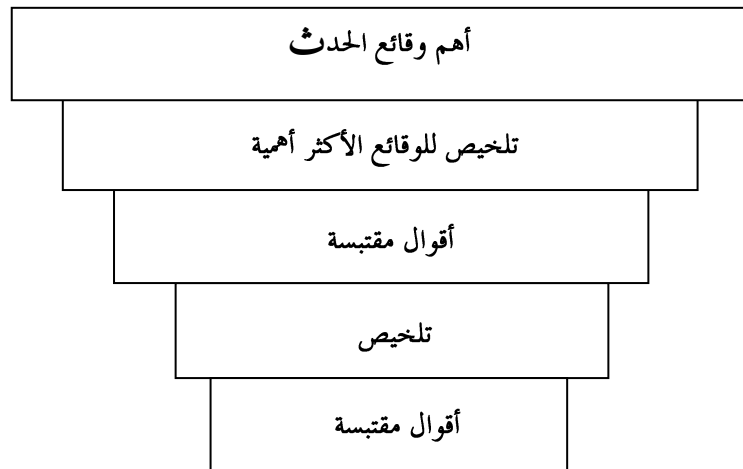 أهم وقائع الحدث
تلخيص للوقائع الأكثر أهمية
أقوال مقتبسة
تلخيص
أقوال مقتبسة